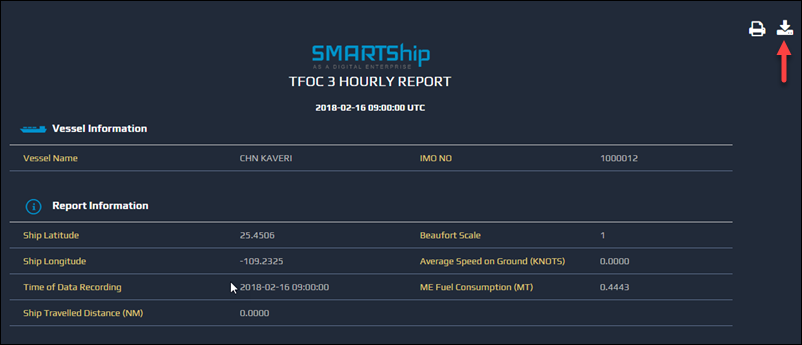 SMARTShip
AS A DIGITAL ENTERPRISE
TFOC 3 HOURLY REPORT
2018-02-16 09:00:00 UTC
Vessel Information
Vessel Name CHN KAVERI IMO NO 1000012
Report Information
Ship Latitude 25.4506 Beaufort Scale 1
Ship Longitude -109.2325 Average Speed on Ground (KNOTS) 0.0000
Time of Data Recording 2018-02-16 09:00:00 ME Fuel Consumption (MT) 0.4443
Ship Travelled Distance (NM) 0.0000